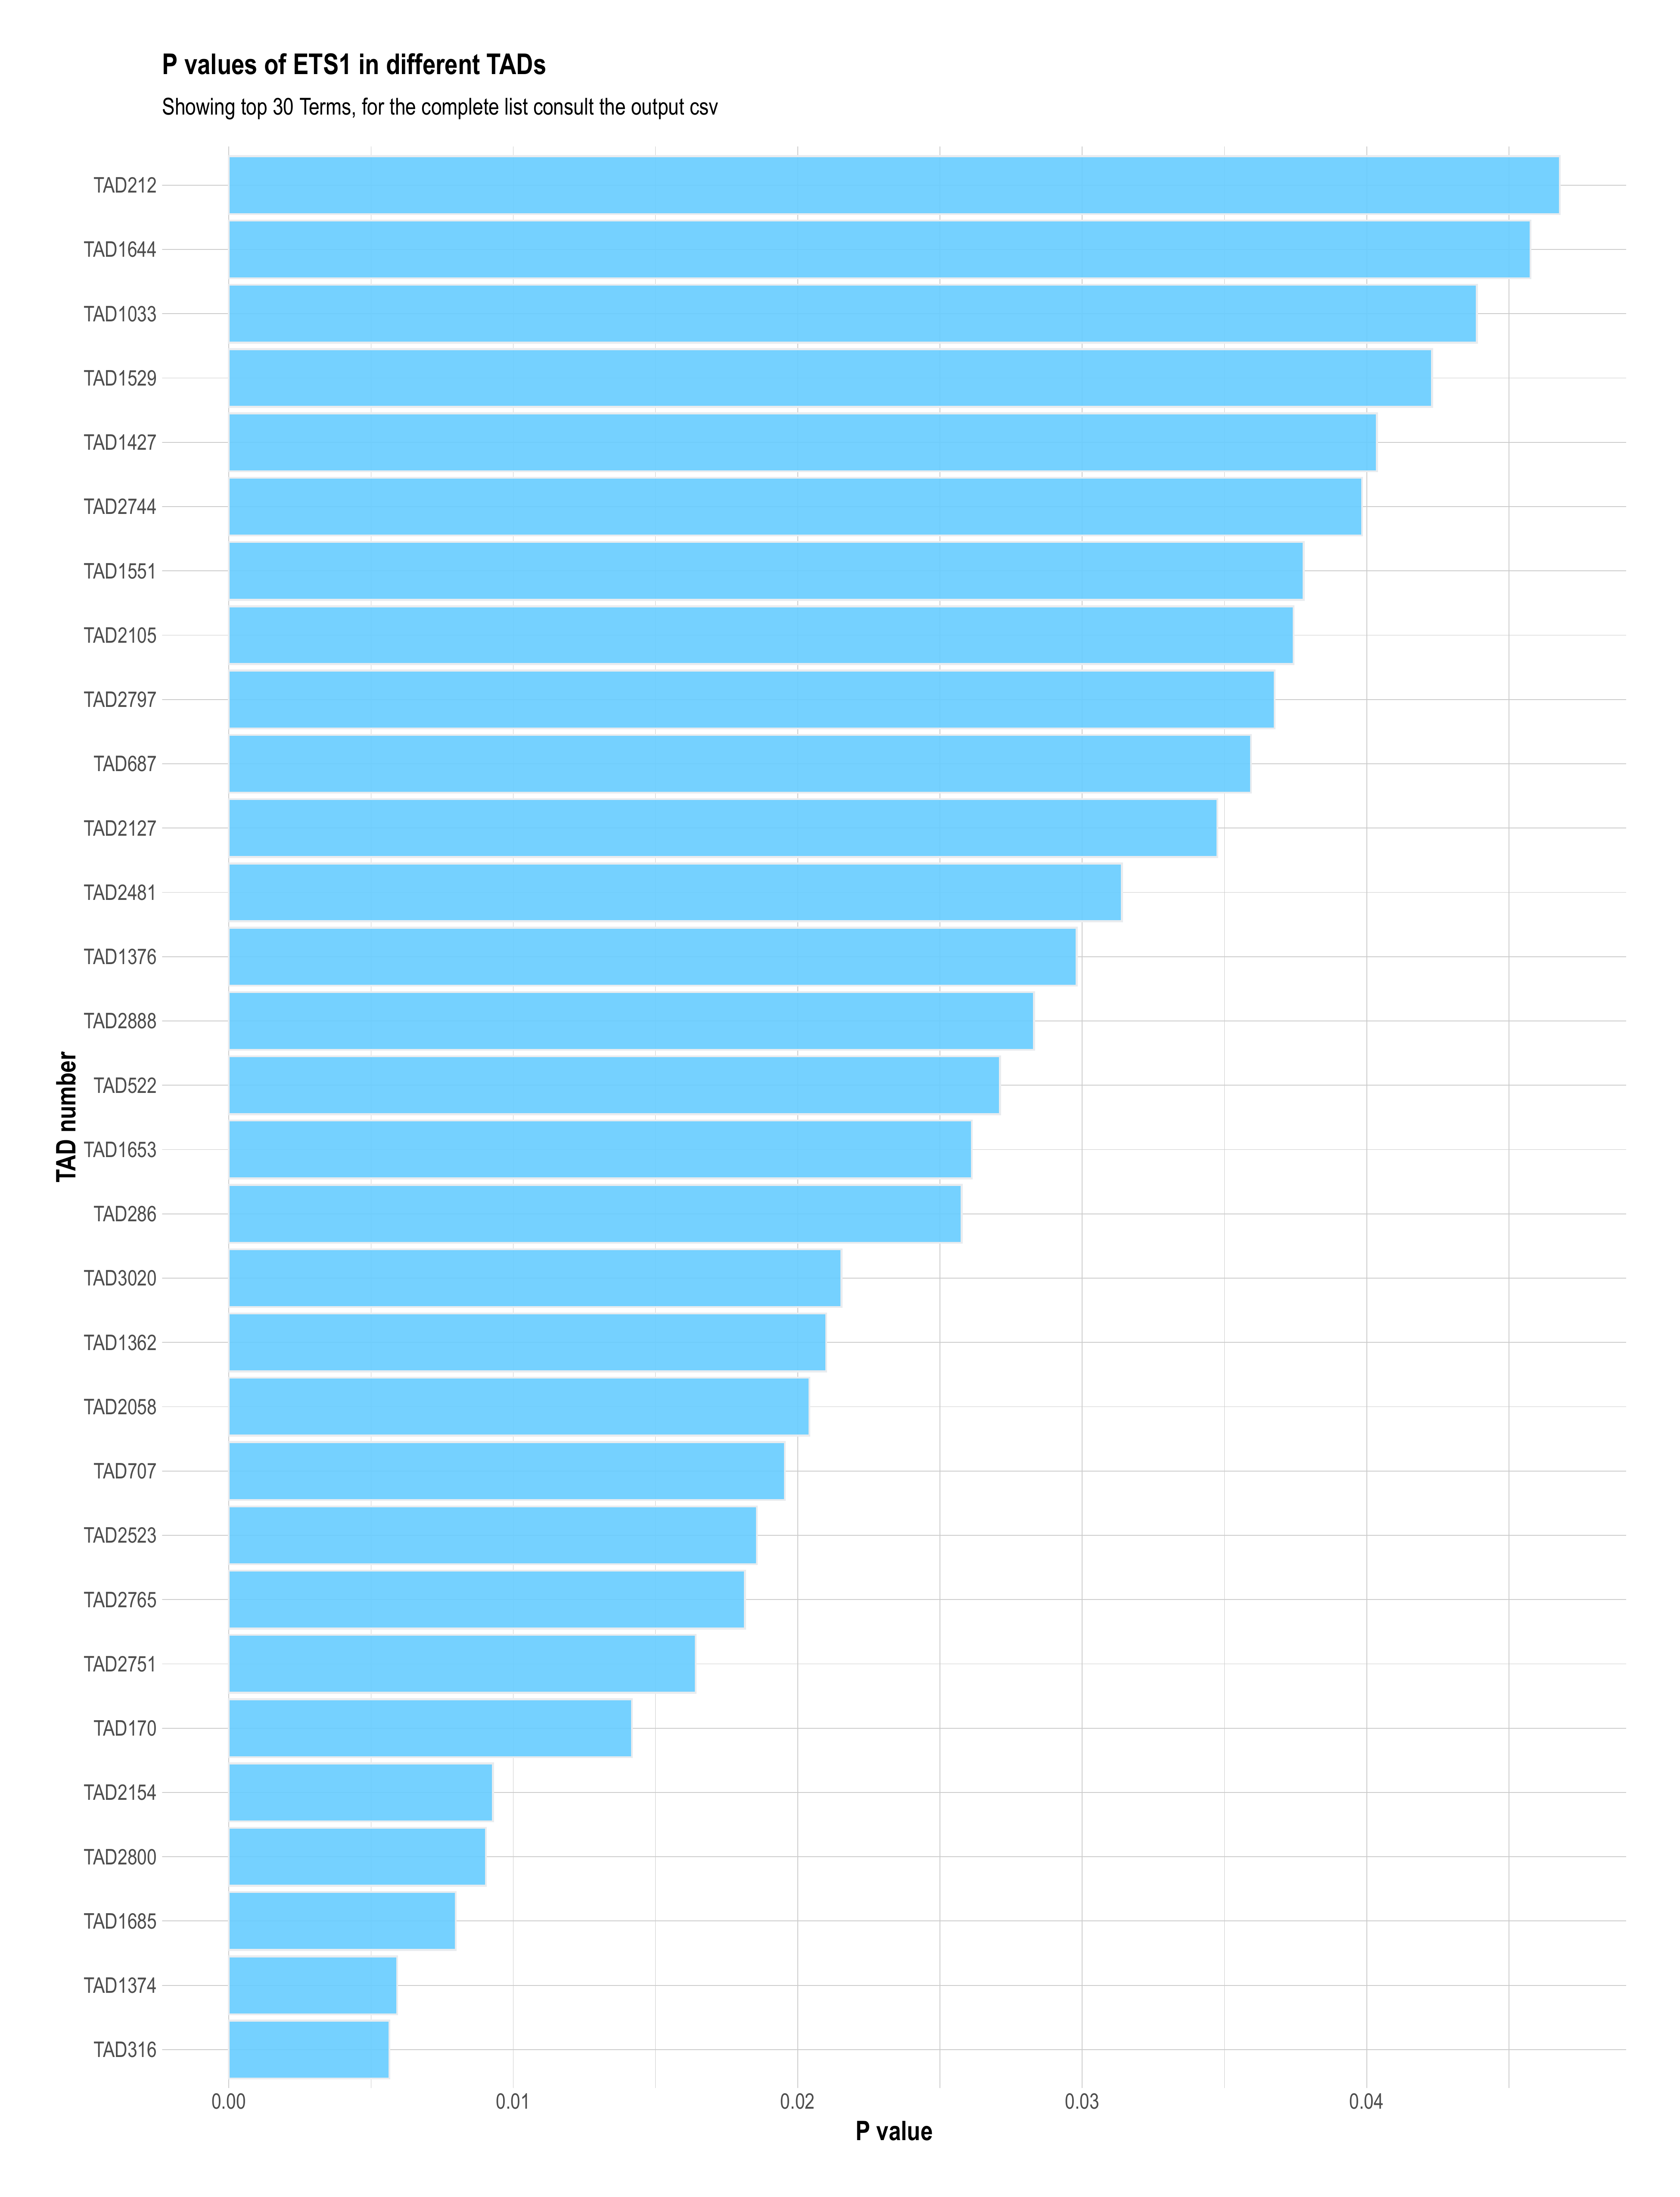 P values of ETS1 in different TADs
Showing top 30 Terms, for the complete list consult the output csv
TAD212
TAD1644
TAD1033
TAD1529
TAD1427
TAD2744
TAD1551
TAD2105
TAD2797
TAD687
TAD2127
TAD2481
TAD1376
TAD2888
TAD522
TAD1653
TAD286
TAD3020
TAD1362
TAD2058
TAD707
TAD2523
TAD2765
TAD2751
TAD170
TAD2154
TAD2800
TAD1685
TAD1374
TAD316
TAD number
0.00 0.01 0.02 0.03 0.04
P value